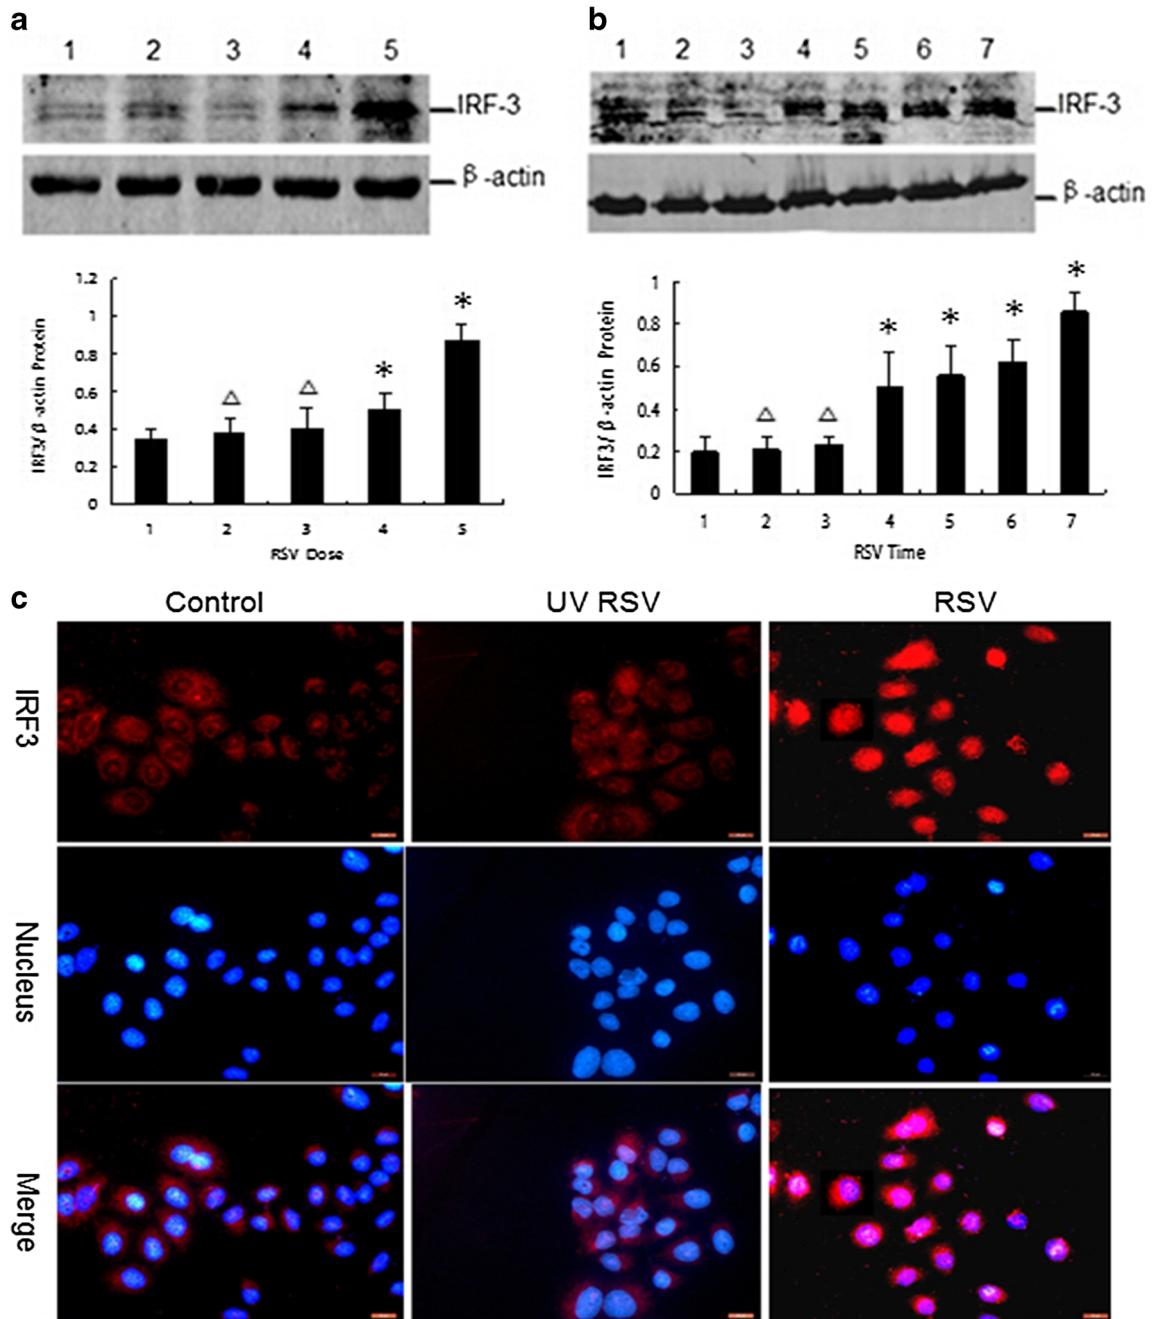 a
1 2 3 4 5
IRF-3
β-actin
1.2
1
0.8
0.6
0.4
0.2
0
IRF3/β-actin Protein
* *
△ △
1 2 3 4 5
RSV Dose
b
1 2 3 4 5 6 7
IRF-3
β-actin
1
0.8
0.6
0.4
0.2
0
IRF3/β-actin Protein
* * * *
△ △
1 2 3 4 5 6 7
RSV Time
c
Control UV RSV RSV
IRF3
Nucleus
Merge